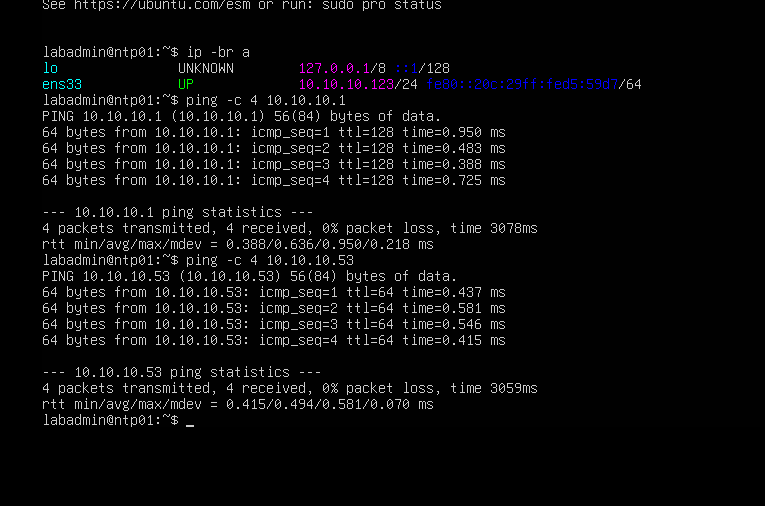 See https://ubuntu.com/esm or run: sudo pro status
labadmin@ntp01:~$ ip -br a
lo UNKNOWN 127.0.0.1/8 ::1/128
ens33 UP 10.10.10.123/24 fe80::20c:29ff:fed5:59d7/64
labadmin@ntp01:~$ ping -c 4 10.10.10.1
PING 10.10.10.1 (10.10.10.1) 56(84) bytes of data.
64 bytes from 10.10.10.1: icmp_seq=1 ttl=128 time=0.950 ms
64 bytes from 10.10.10.1: icmp_seq=2 ttl=128 time=0.483 ms
64 bytes from 10.10.10.1: icmp_seq=3 ttl=128 time=0.388 ms
64 bytes from 10.10.10.1: icmp_seq=4 ttl=128 time=0.725 ms
--- 10.10.10.1 ping statistics ---
4 packets transmitted, 4 received, 0% packet loss, time 3078ms
rtt min/avg/max/mdev = 0.388/0.636/0.950/0.218 ms
labadmin@ntp01:~$ ping -c 4 10.10.10.53
PING 10.10.10.53 (10.10.10.53) 56(84) bytes of data.
64 bytes from 10.10.10.53: icmp_seq=1 ttl=64 time=0.437 ms
64 bytes from 10.10.10.53: icmp_seq=2 ttl=64 time=0.581 ms
64 bytes from 10.10.10.53: icmp_seq=3 ttl=64 time=0.546 ms
64 bytes from 10.10.10.53: icmp_seq=4 ttl=64 time=0.415 ms
--- 10.10.10.53 ping statistics ---
4 packets transmitted, 4 received, 0% packet loss, time 3059ms
rtt min/avg/max/mdev = 0.415/0.494/0.581/0.070 ms
labadmin@ntp01:~$ _